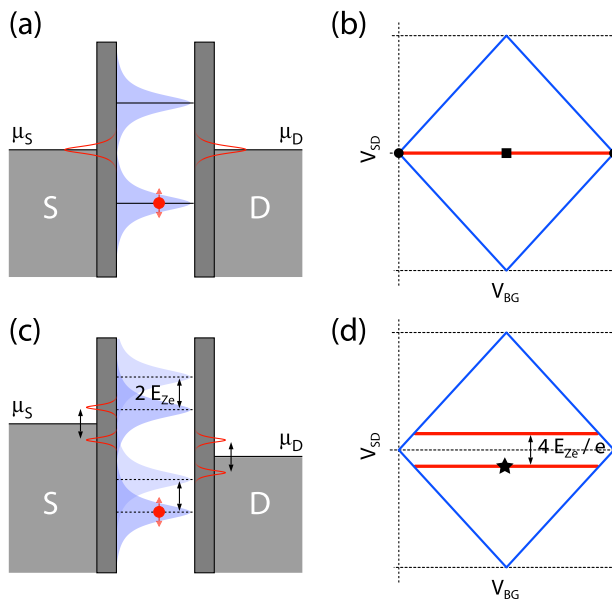 (a)
(b)
μS
μD
S
D
VSD
VBG
(c)
(d)
2 EZe
μS
μD
S
D
VSD
4 EZe / e
VBG